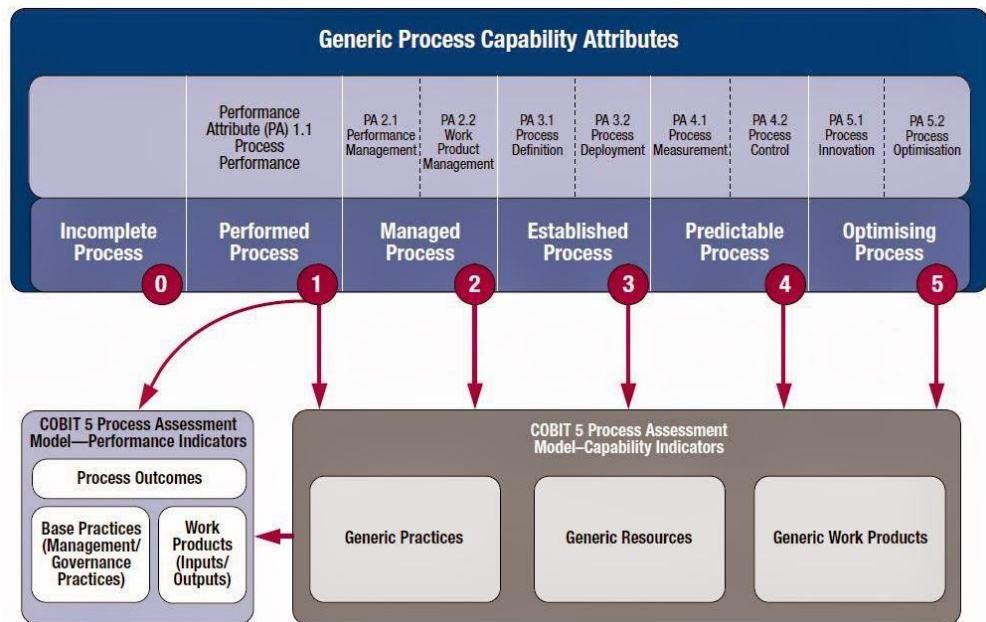 Generic Process Capability Attributes
Performance
Attribute (PA) 1.1
Process
Performance
PA 2.1
Performance
Management
PA 2.2
Work
Product
Management
PA 3.1
Process
Definition
PA 3.2
Process
Deployment
PA 4.1
Process
Measurement
PA 4.2
Process
Control
PA 5.1
Process
Innovation
PA 5.2
Process
Optimisation
Incomplete
Process
0
Performed
Process
1
Managed
Process
2
Established
Process
3
Predictable
Process
4
Optimising
Process
5
COBIT 5 Process Assessment
Model—Performance Indicators
Process Outcomes
Base Practices
(Management/
Governance
Practices)
Work
Products
(Inputs/
Outputs)
COBIT 5 Process Assessment
Model–Capability Indicators
Generic Practices
Generic Resources
Generic Work Products